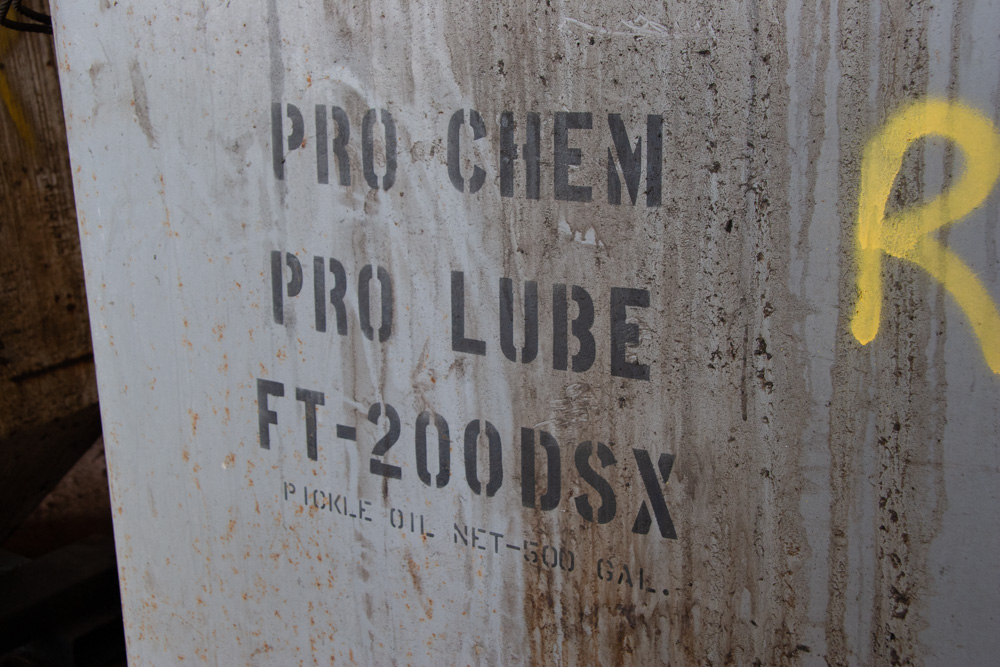 PRO CHEM
PRO LUBE
FT-200DSX
PICKLE OIL NET-500 GAL.
R